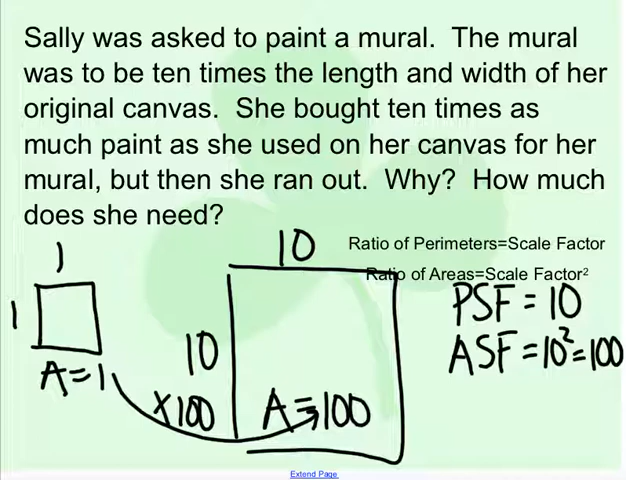 Sally was asked to paint a mural.  The mural
was to be ten times the length and width of her
original canvas.  She bought ten times as
much paint as she used on her canvas for her
mural, but then she ran out.  Why?  How much
does she need?
Ratio of Perimeters=Scale Factor
Ratio of Areas=Scale Factor²
1
1
A=1
×100
10
10
A=100
PSF=10
ASF=10²=100
Extend Page